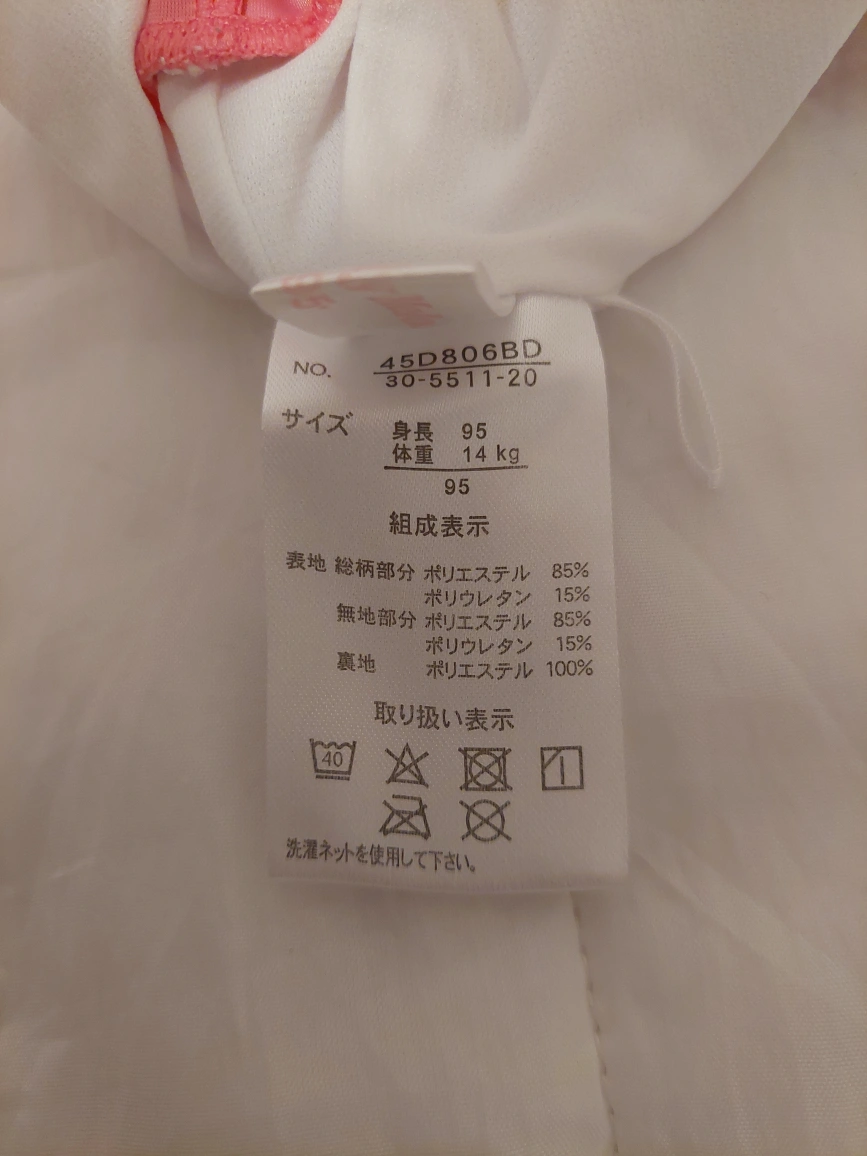 NO. 45D806BD
30-5511-20
サイズ 身長 95
体重 14 kg
95
組成表示
表地 総柄部分 ポリエステル 85%
ポリウレタン 15%
無地部分 ポリエステル 85%
ポリウレタン 15%
裏地 ポリエステル 100%
取り扱い表示
40
洗濯ネットを使用して下さい。